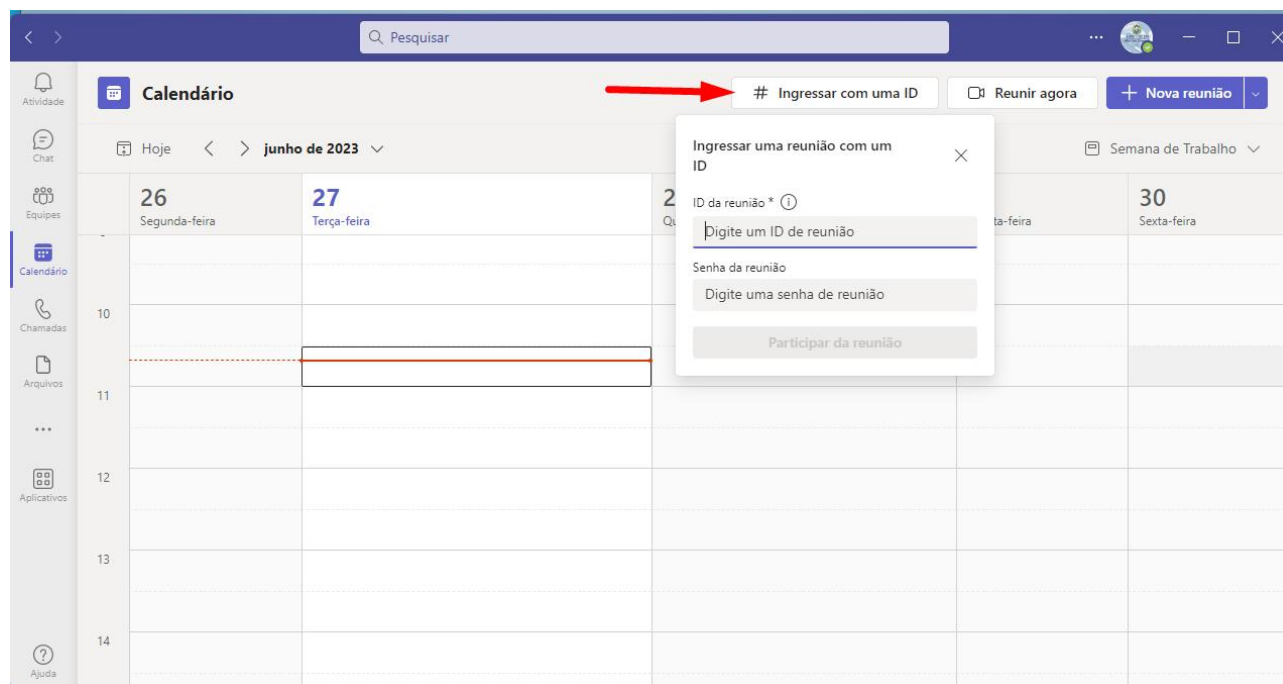 Pesquisar
Atividade
Calendário
# Ingressar com uma ID
Reunir agora
+ Nova reunião
Chat
Hoje
junho de 2023
Semana de Trabalho
Equipes
26
Segunda-feira
27
Terça-feira
30
Sexta-feira
Ingressar uma reunião com um
ID
ID da reunião *
Digite um ID de reunião
Senha da reunião
Digite uma senha de reunião
Participar da reunião
Calendário
Chamadas
Arquivos
...
Aplicativos
Ajuda
10
11
12
13
14